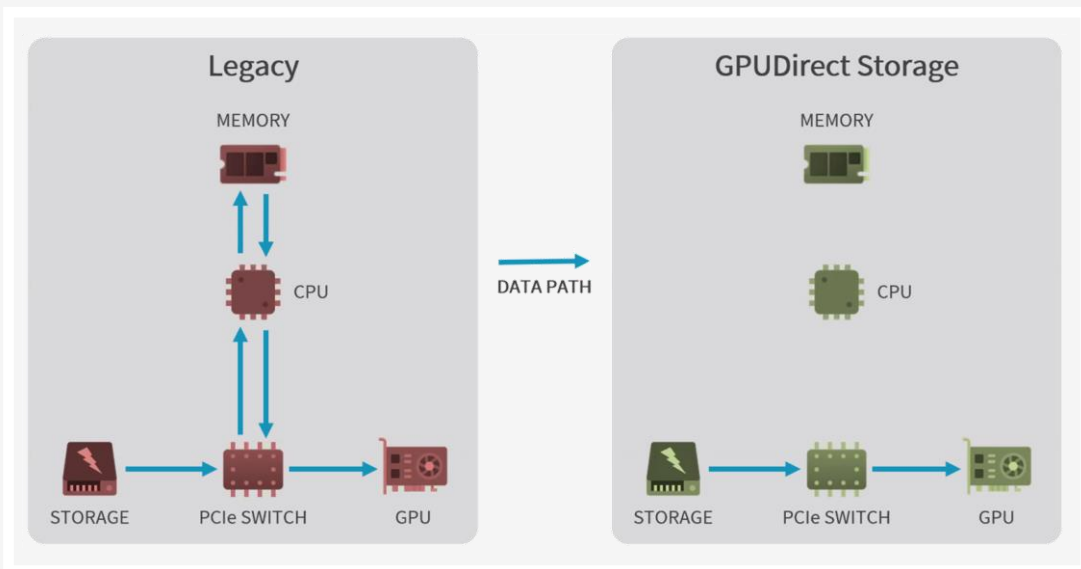 Legacy
MEMORY
CPU
STORAGE
PCIe SWITCH
GPU
DATA PATH
GPUDirect Storage
MEMORY
CPU
STORAGE
PCIe SWITCH
GPU